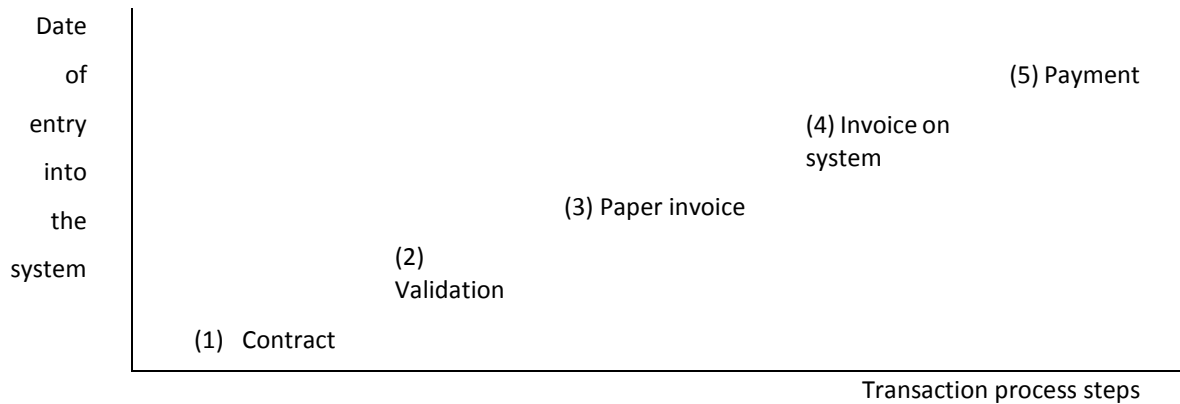 Date
of
entry
into
the
system
(5) Payment
(4) Invoice on
system
(3) Paper invoice
(2)
Validation
(1) Contract
Transaction process steps